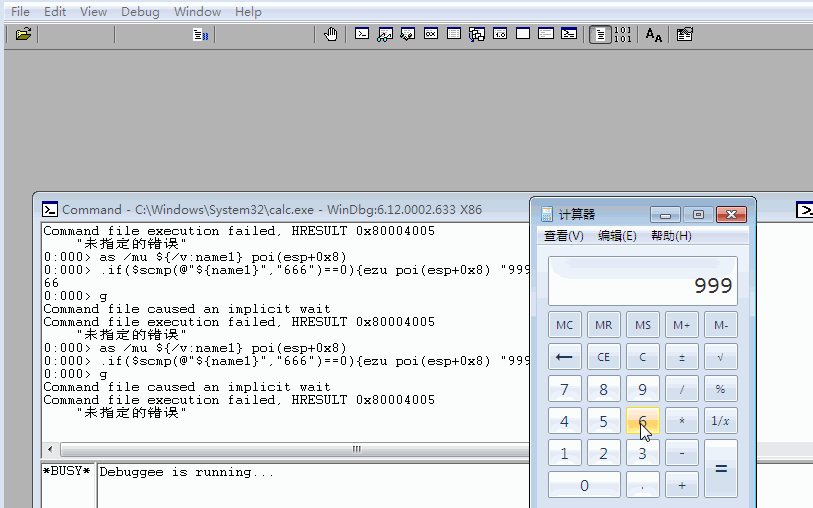 File Edit View Debug Window Help
101
101
AA
Command - C:\Windows\System32\calc.exe - WinDbg:6.12.0002.633 X86
Command file execution failed, HRESULT 0x80004005
"未指定的错误"
0:000> as /mu ${/v:name1} poi(esp+0x8)
0:000> .if($scmp(@"${name1}","666")==0){ezu poi(esp+0x8) "999
66
0:000> g
Command file caused an implicit wait
Command file execution failed, HRESULT 0x80004005
"未指定的错误"
0:000> as /mu ${/v:name1} poi(esp+0x8)
0:000> .if($scmp(@"${name1}","666")==0){ezu poi(esp+0x8) "999
0:000> g
Command file caused an implicit wait
Command file execution failed, HRESULT 0x80004005
"未指定的错误"
*BUSY* Debuggee is running...
计算器
查看(V) 编辑(E) 帮助(H)
999
MC MR MS M+ M-
← CE C ± √
7 8 9 / %
4 5 6 * 1/x
1 2 3 - =
0 . +